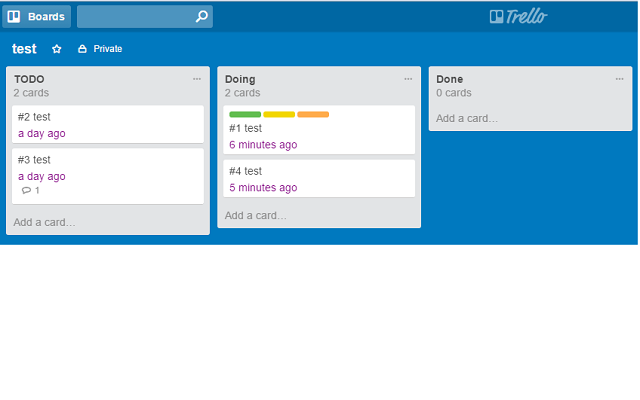 Boards
Trello
test
Private
TODO
2 cards
#2 test
a day ago
#3 test
a day ago
1
Add a card…
Doing
2 cards
#1 test
6 minutes ago
#4 test
5 minutes ago
Add a card…
Done
0 cards
Add a card…